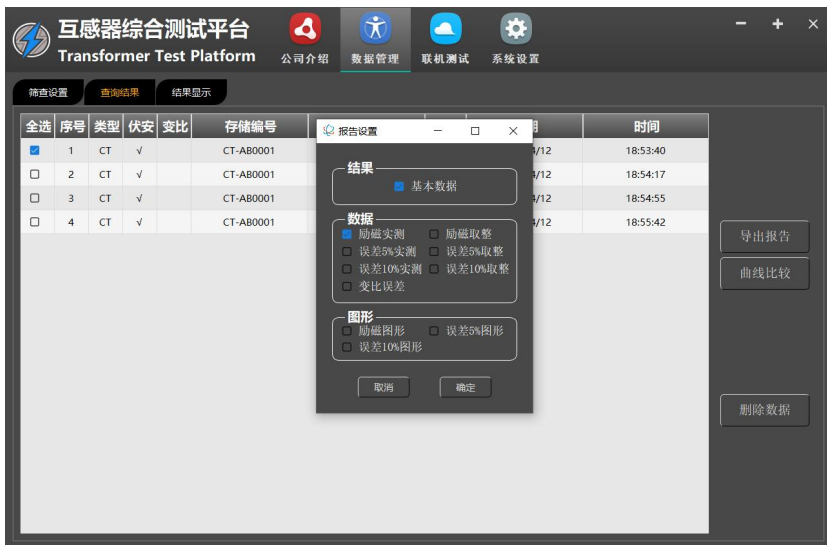 互感器综合测试平台
Transformer Test Platform
公司介绍 数据管理 联机测试 系统设置
筛查设置 查询结果 结果显示
全选 序号 类型 伏安 变比 存储编号 时间
1 CT √ CT-AB0001 /12 18:53:40
2 CT √ CT-AB0001 /12 18:54:17
3 CT √ CT-AB0001 /12 18:54:55
4 CT √ CT-AB0001 /12 18:55:42
报告设置
结果
基本数据
数据
励磁实测 励磁取整
误差5%实测 误差5%取整
误差10%实测 误差10%取整
变比误差
图形
励磁图形 误差5%图形
误差10%图形
取消 确定
导出报告
曲线比较
删除数据